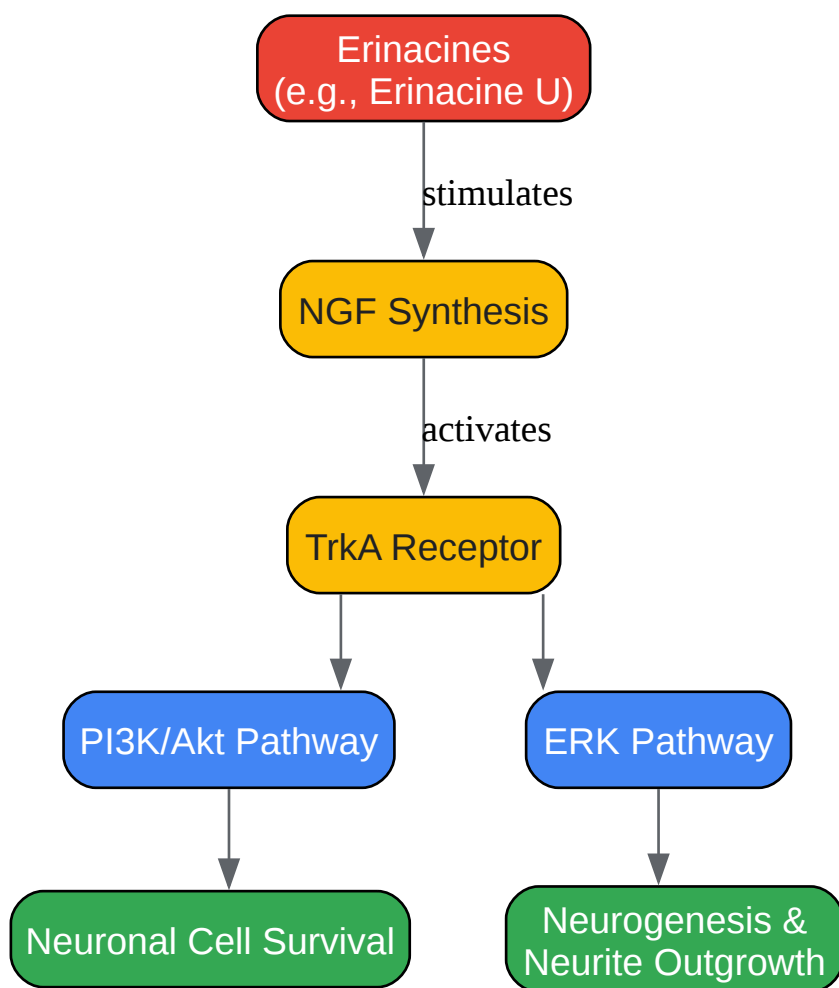 Erinacines
(e.g., Erinacine U)
stimulates
NGF Synthesis
activates
TrkA Receptor
PI3K/Akt Pathway
ERK Pathway
Neuronal Cell Survival
Neurogenesis &
Neurite Outgrowth